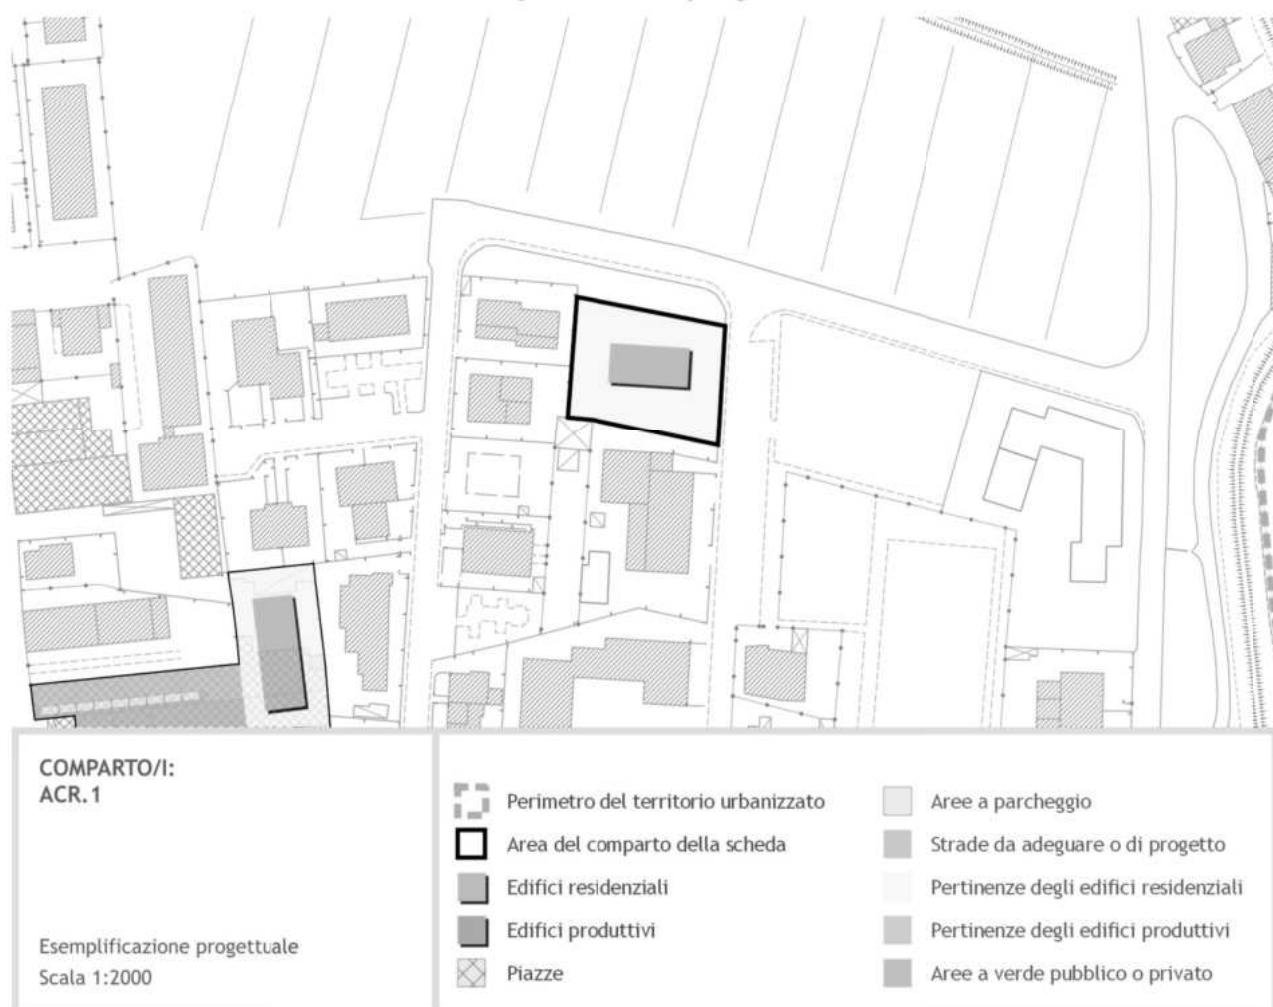 COMPARTO/I:
ACR.1
Esemplificazione progettuale
Scala 1:2000
Perimetro del territorio urbanizzato
Area del comparto della scheda
Edifici residenziali
Edifici produttivi
Piazze
Aree a parcheggio
Strade da adeguare o di progetto
Pertinenze degli edifici residenziali
Pertinenze degli edifici produttivi
Aree a verde pubblico o privato